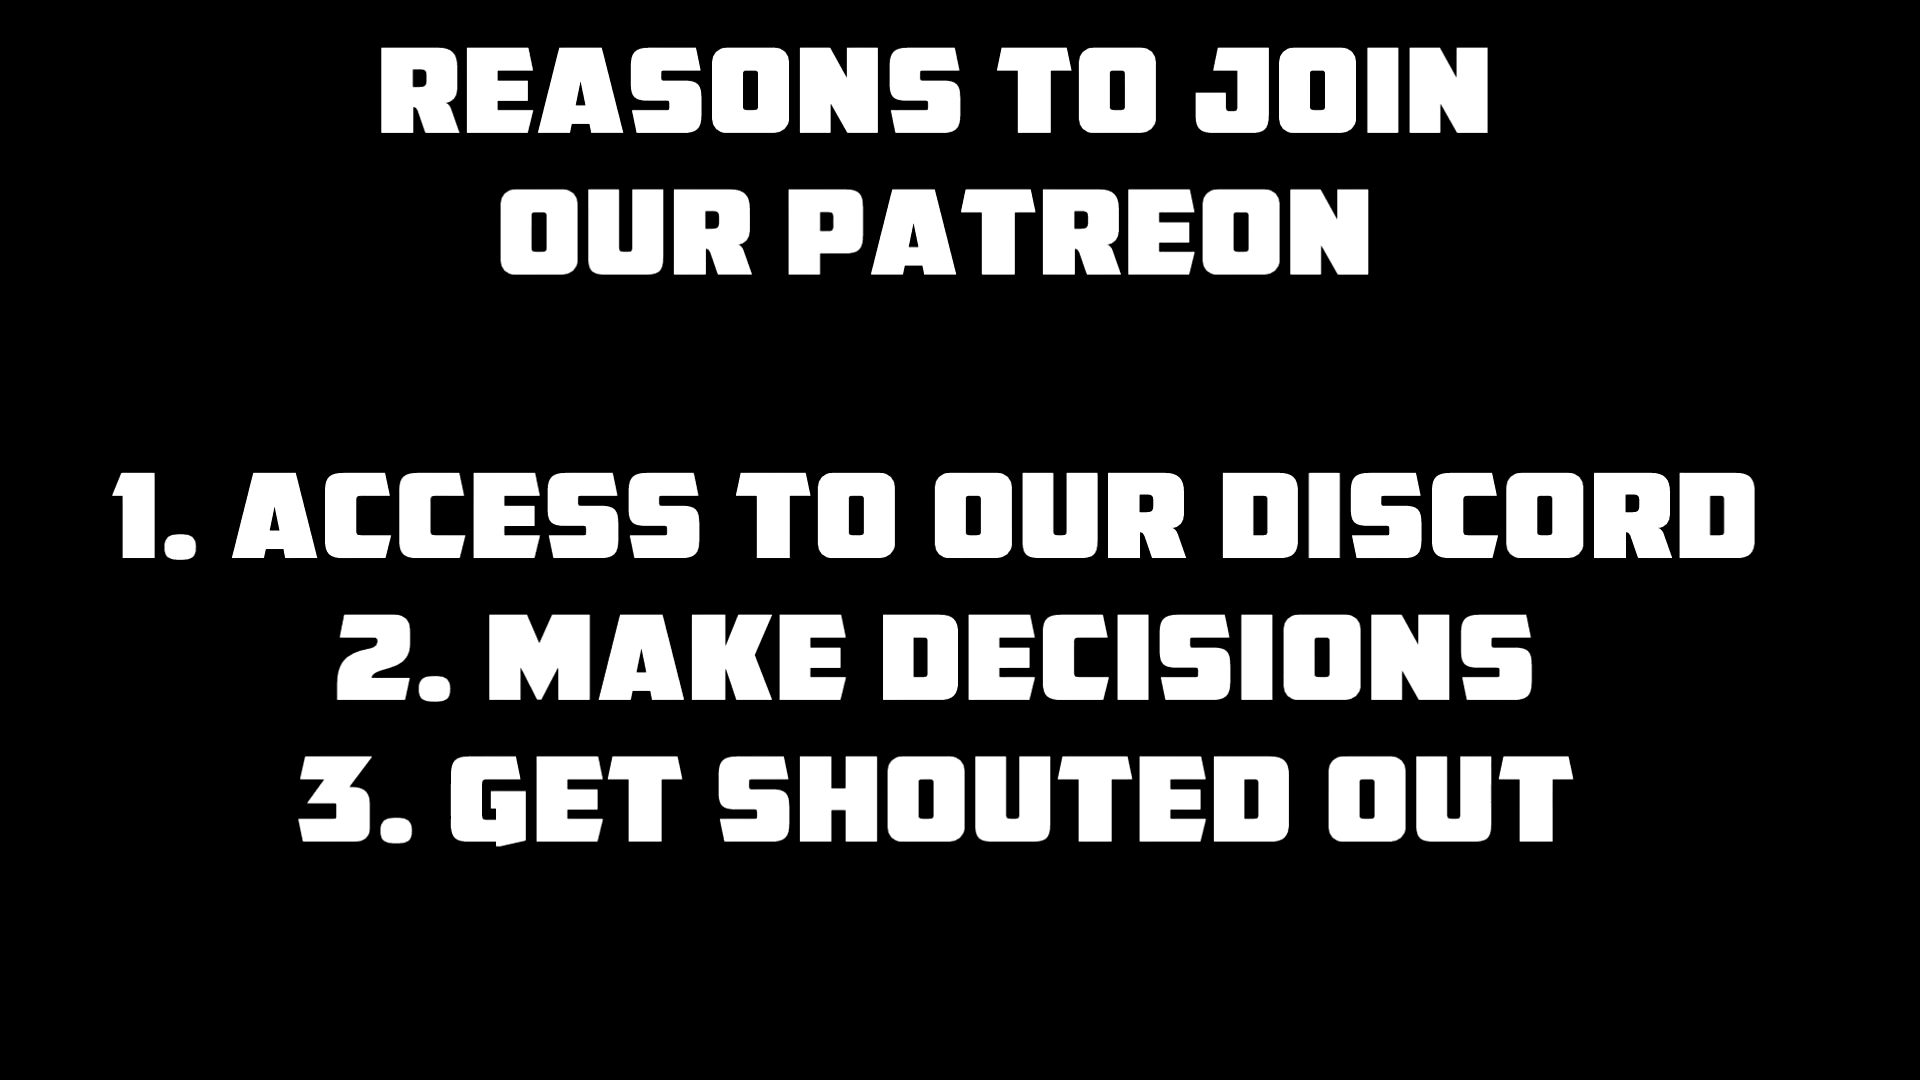 REASONS TO JOIN
OUR PATREON
1. ACCESS TO OUR DISCORD
2. MAKE DECISIONS
3. GET SHOUTED OUT